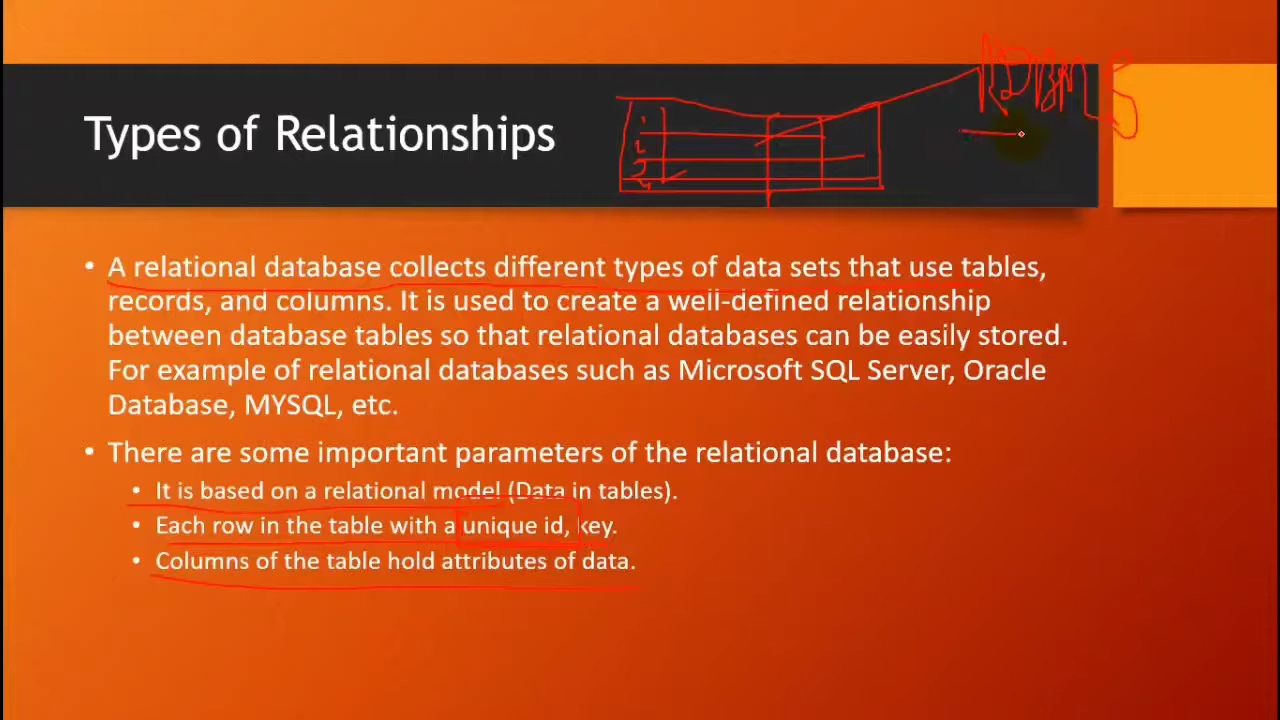 RDBMS
Types of Relationships
• A relational database collects different types of data sets that use tables,
records, and columns. It is used to create a well-defined relationship
between database tables so that relational databases can be easily stored.
For example of relational databases such as Microsoft SQL Server, Oracle
Database, MYSQL, etc.
• There are some important parameters of the relational database:
• It is based on a relational model (Data in tables).
• Each row in the table with a unique id, key.
• Columns of the table hold attributes of data.